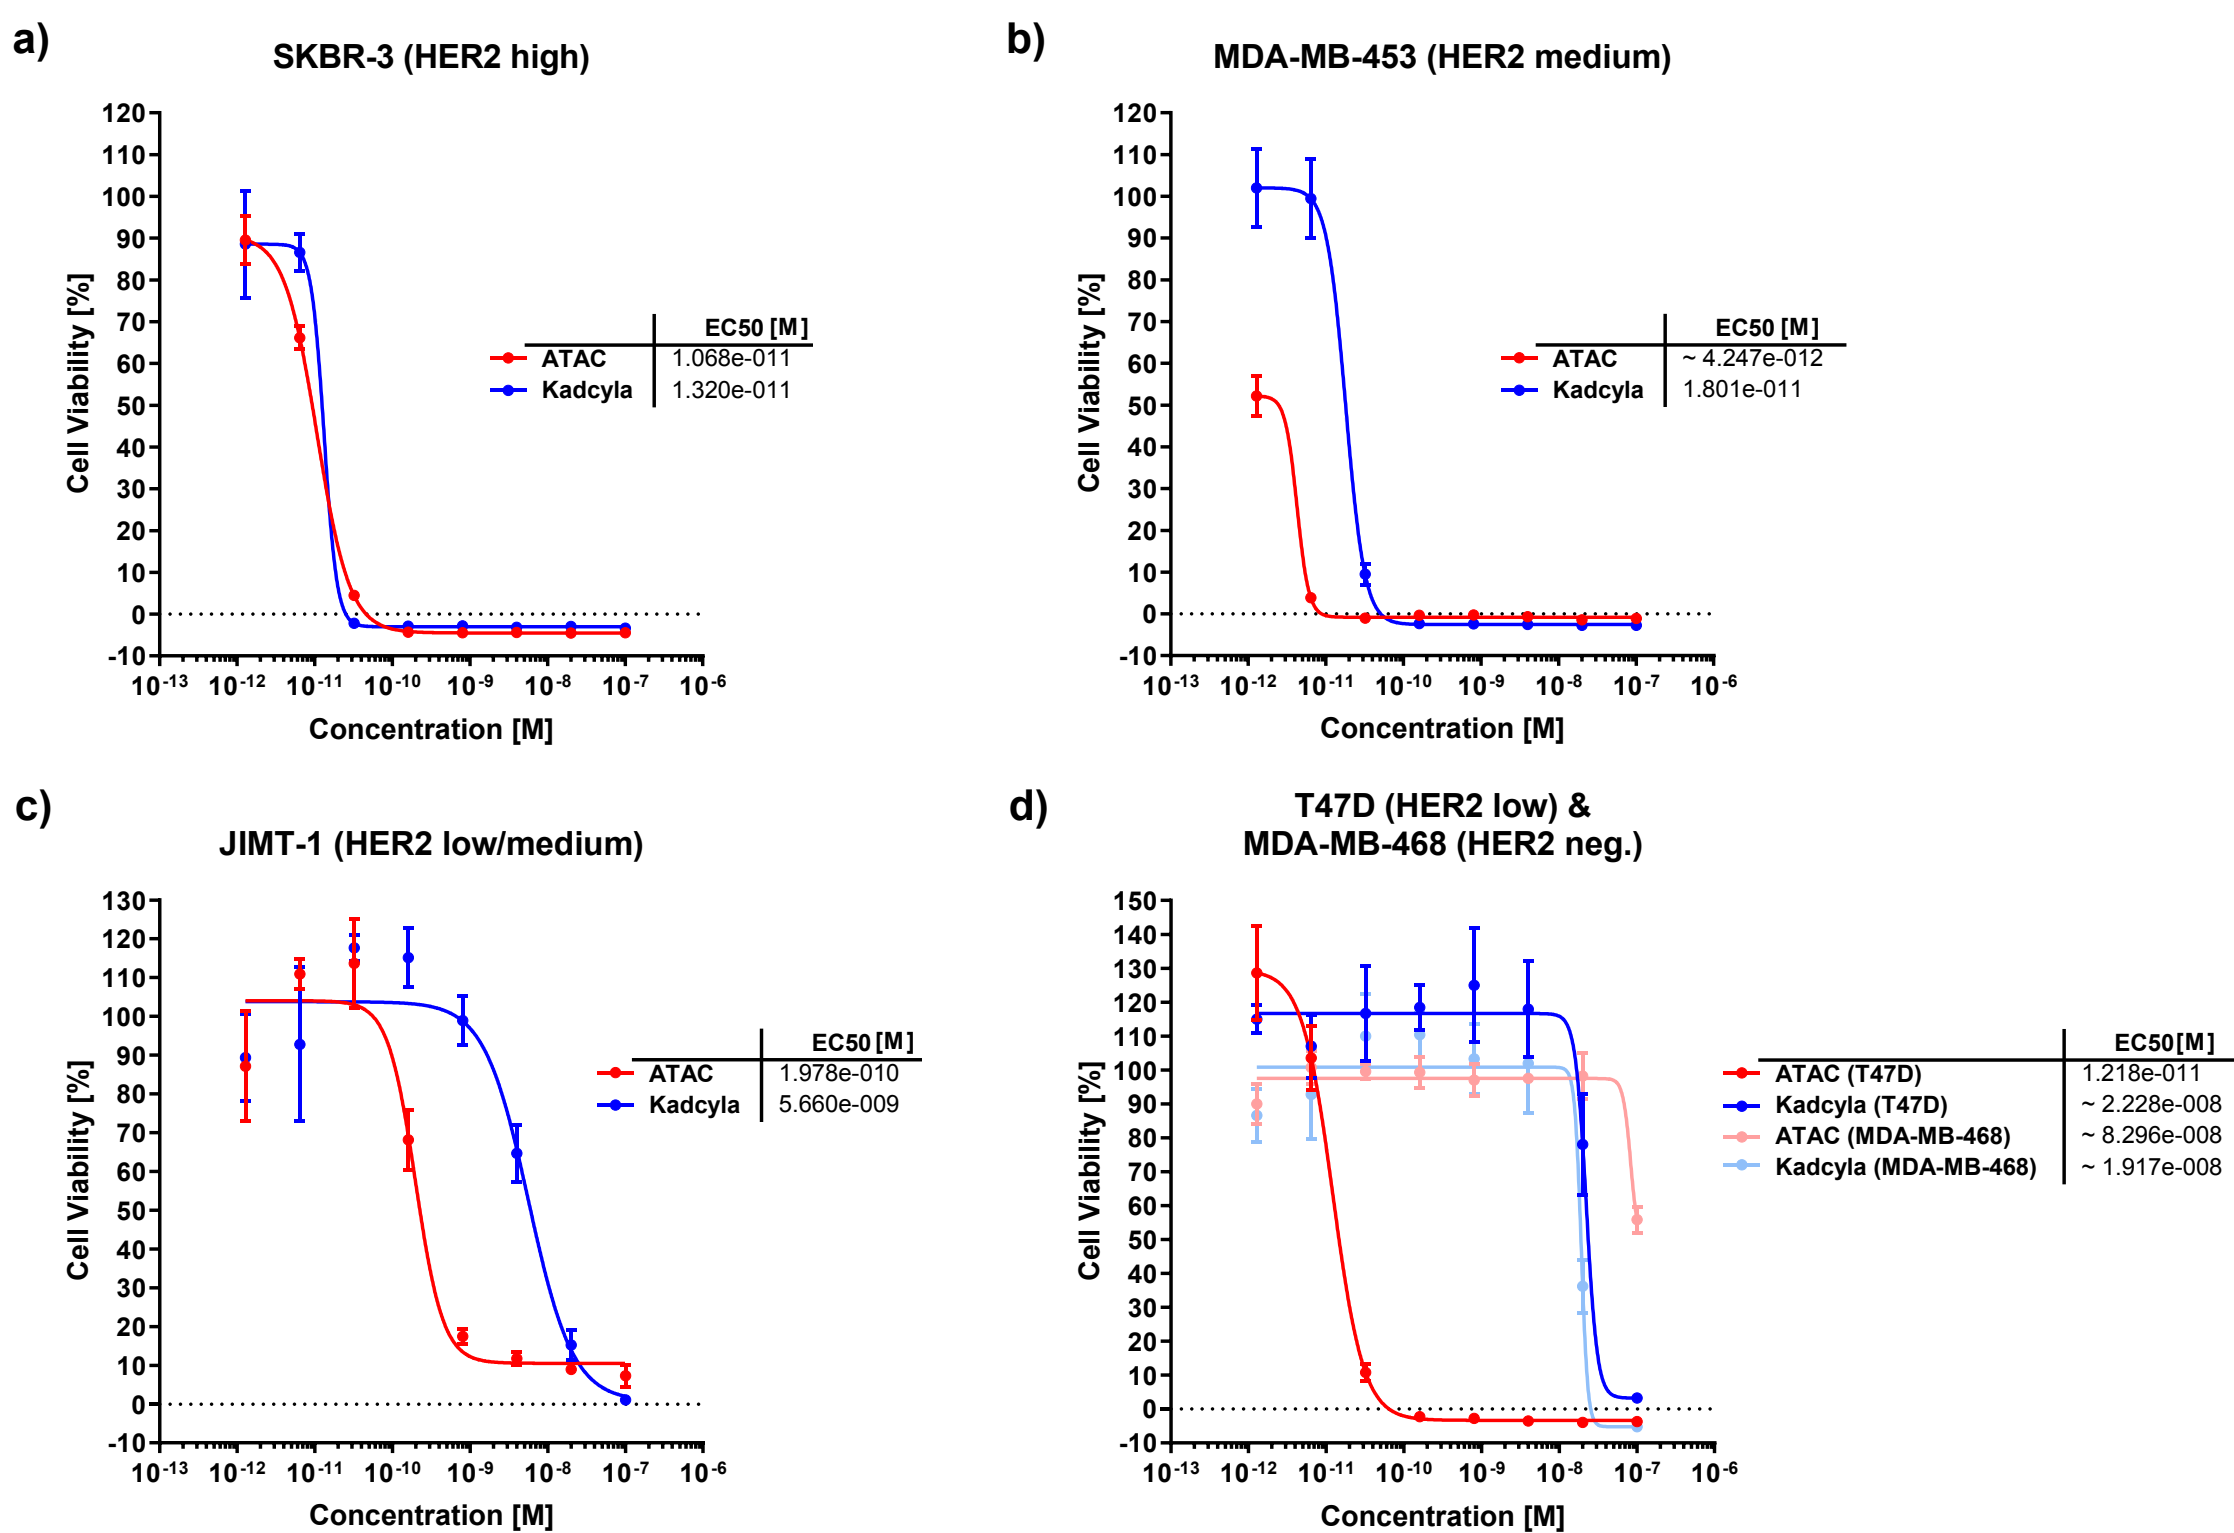 a)
SKBR-3 (HER2 high)
120
110
100
90
80
70
60
50
40
30
20
10
0
-10
Cell Viability [%]
10-13 10-12 10-11 10-10 10-9 10-8 10-7 10-6
Concentration [M]
EC50 [M]
ATAC 1.068e-011
Kadcyla 1.320e-011
b)
MDA-MB-453 (HER2 medium)
120
110
100
90
80
70
60
50
40
30
20
10
0
-10
Cell Viability [%]
10-13 10-12 10-11 10-10 10-9 10-8 10-7 10-6
Concentration [M]
EC50 [M]
ATAC ~ 4.247e-012
Kadcyla 1.801e-011
c)
JIMT-1 (HER2 low/medium)
130
120
110
100
90
80
70
60
50
40
30
20
10
0
-10
Cell Viability [%]
10-13 10-12 10-11 10-10 10-9 10-8 10-7 10-6
Concentration [M]
EC50 [M]
ATAC 1.978e-010
Kadcyla 5.660e-009
d)
T47D (HER2 low) &
MDA-MB-468 (HER2 neg.)
150
140
130
120
110
100
90
80
70
60
50
40
30
20
10
0
-10
Cell Viability [%]
10-13 10-12 10-11 10-10 10-9 10-8 10-7 10-6
Concentration [M]
EC50 [M]
ATAC (T47D) 1.218e-011
Kadcyla (T47D) ~ 2.228e-008
ATAC (MDA-MB-468) ~ 8.296e-008
Kadcyla (MDA-MB-468) ~ 1.917e-008